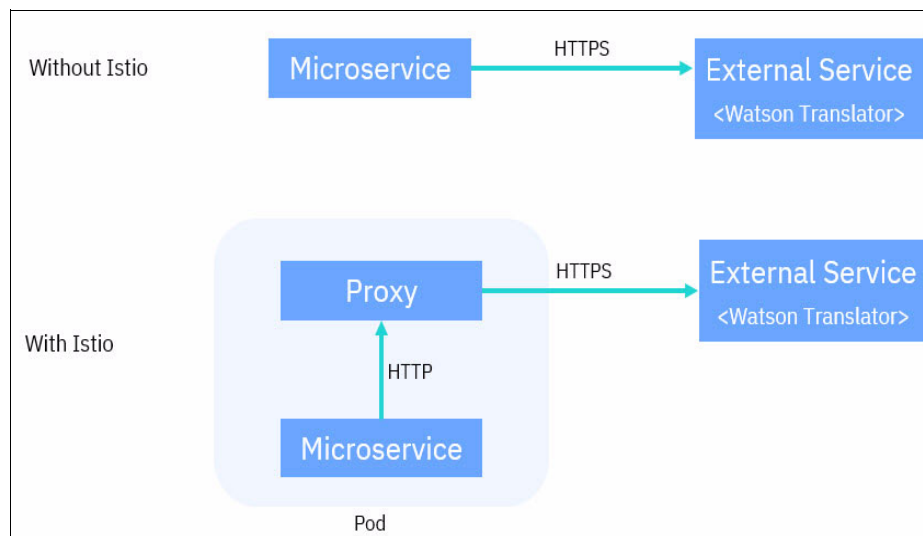 Without Istio
Microservice
HTTPS
External Service
<Watson Translator>
With Istio
Proxy
HTTPS
External Service
<Watson Translator>
HTTP
Microservice
Pod